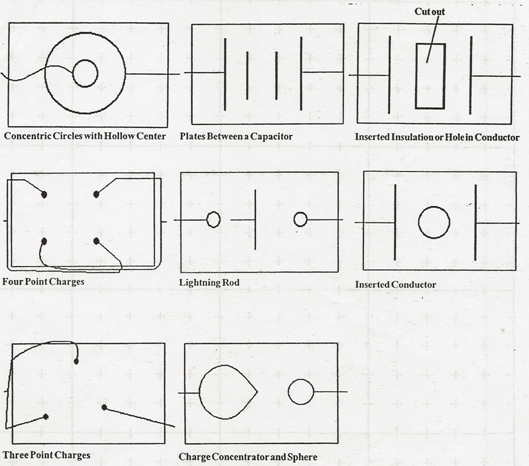 Cut out
Concentric Circles with Hollow Center
Plates Between a Capacitor
Inserted Insulation or Hole in Conductor
Four Point Charges
Lightning Rod
Inserted Conductor
Three Point Charges
Charge Concentrator and Sphere